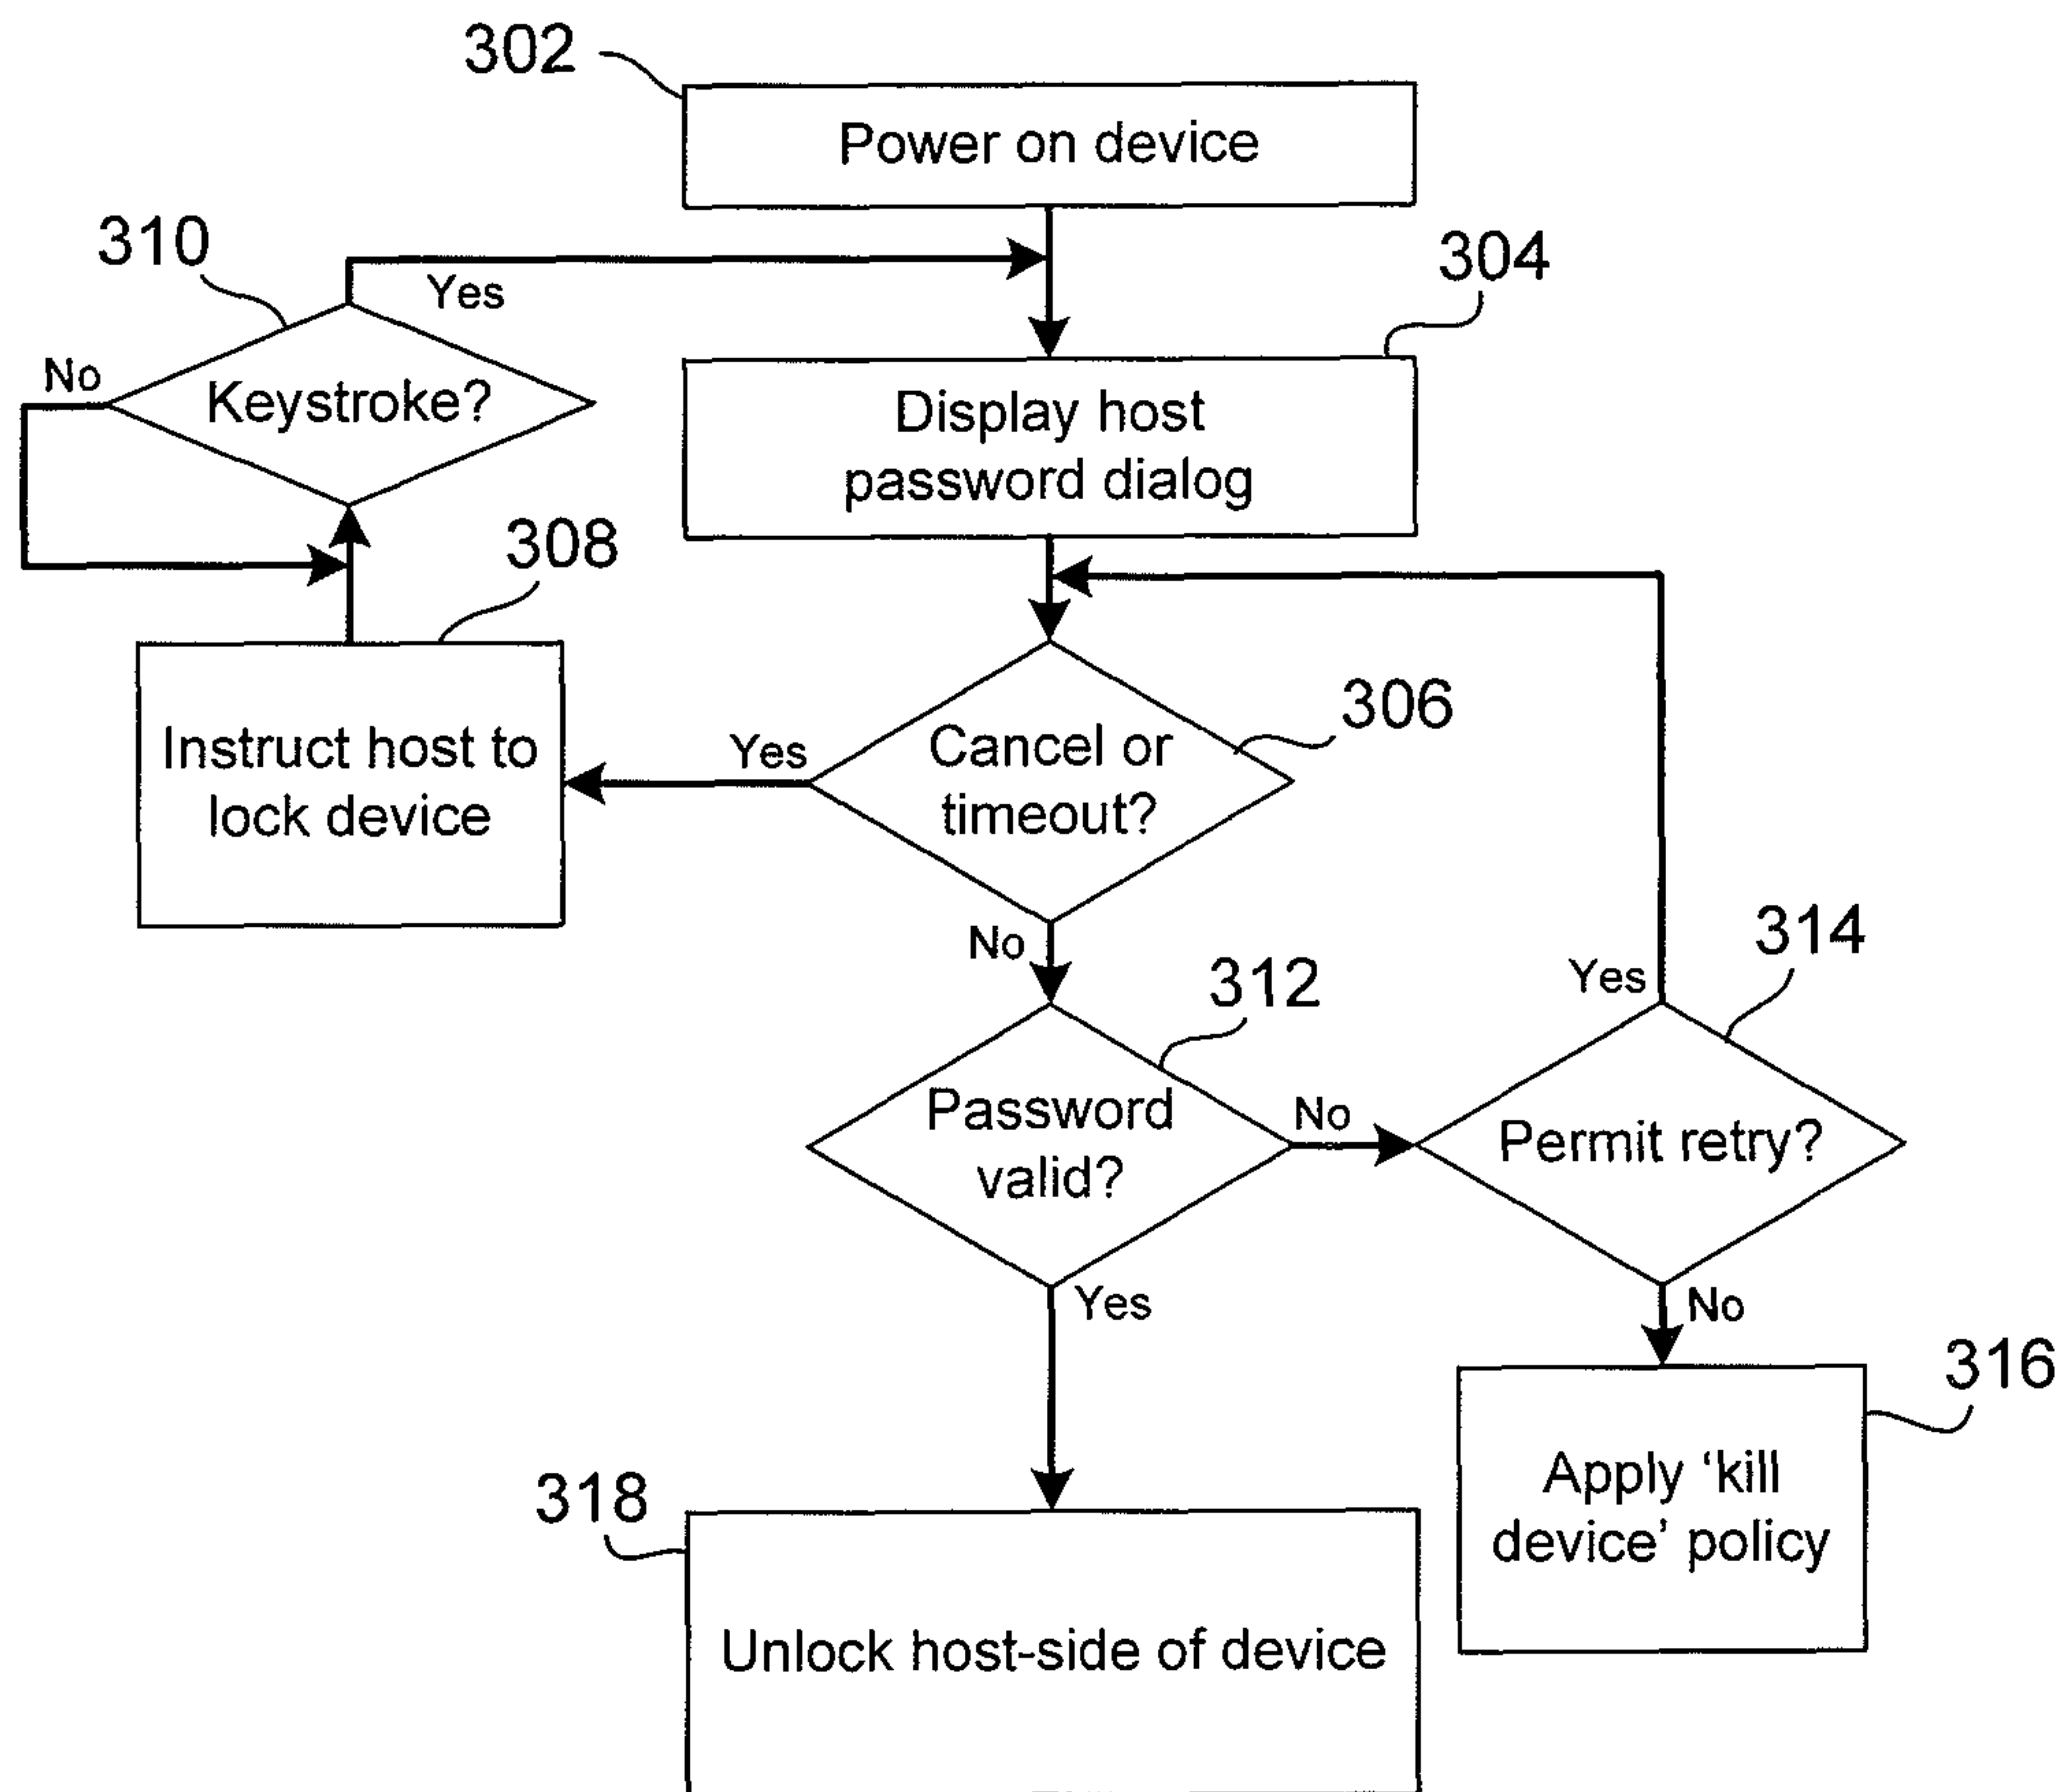 302
Power on device
310
Yes
304
No
Keystroke?
Display host
password dialog
308
306
Instruct host to
lock device
Yes
Cancel or
timeout?
No
312
314
Yes
Password
valid?
No
Permit retry?
Yes
No
316
Apply ‘kill
device’ policy
318
Unlock host-side of device